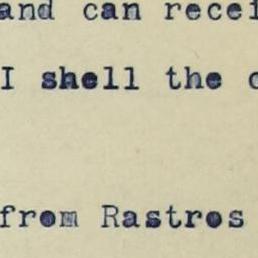 and can recei
I shell the c
from Rastros